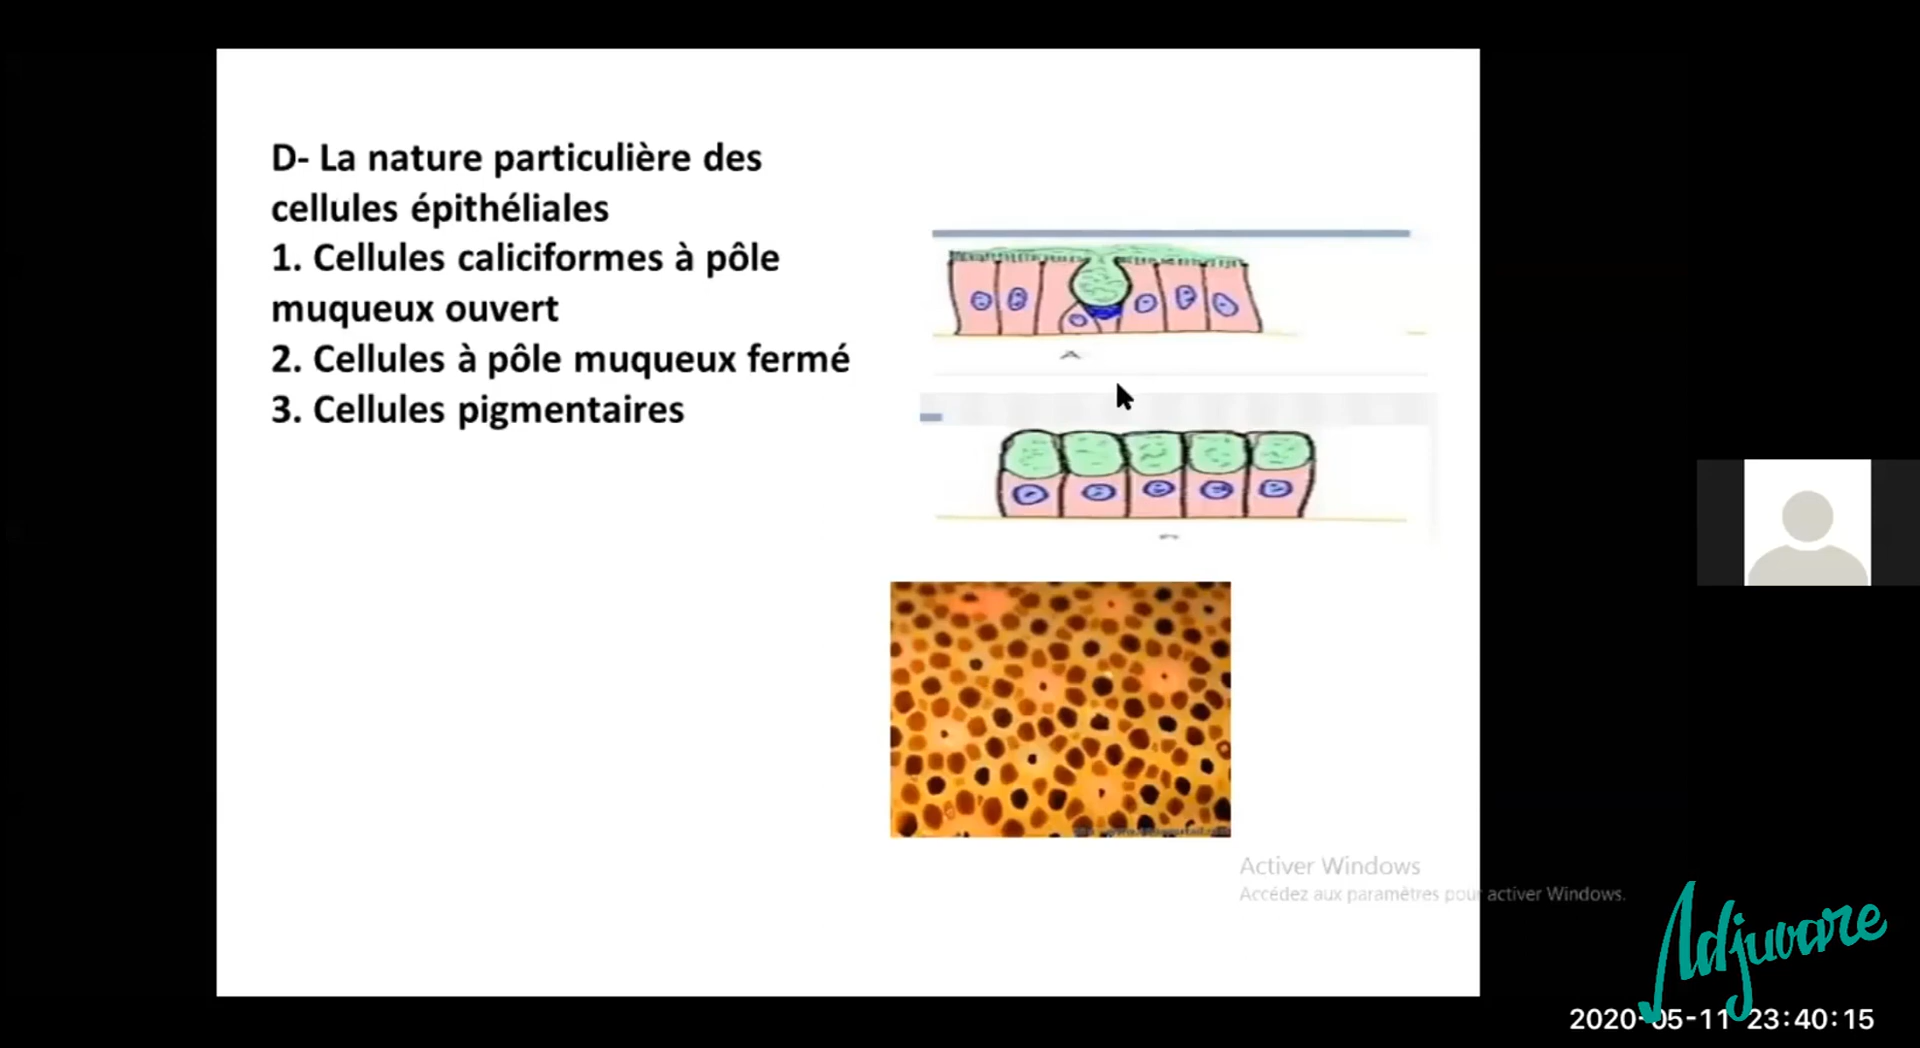 D- La nature particulière des
cellules épithéliales
1. Cellules caliciformes à pôle
muqueux ouvert
2. Cellules à pôle muqueux fermé
3. Cellules pigmentaires
A
Activer Windows
Accédez aux paramètres pour activer Windows.
Adjuvare
2020-05-11 23:40:15